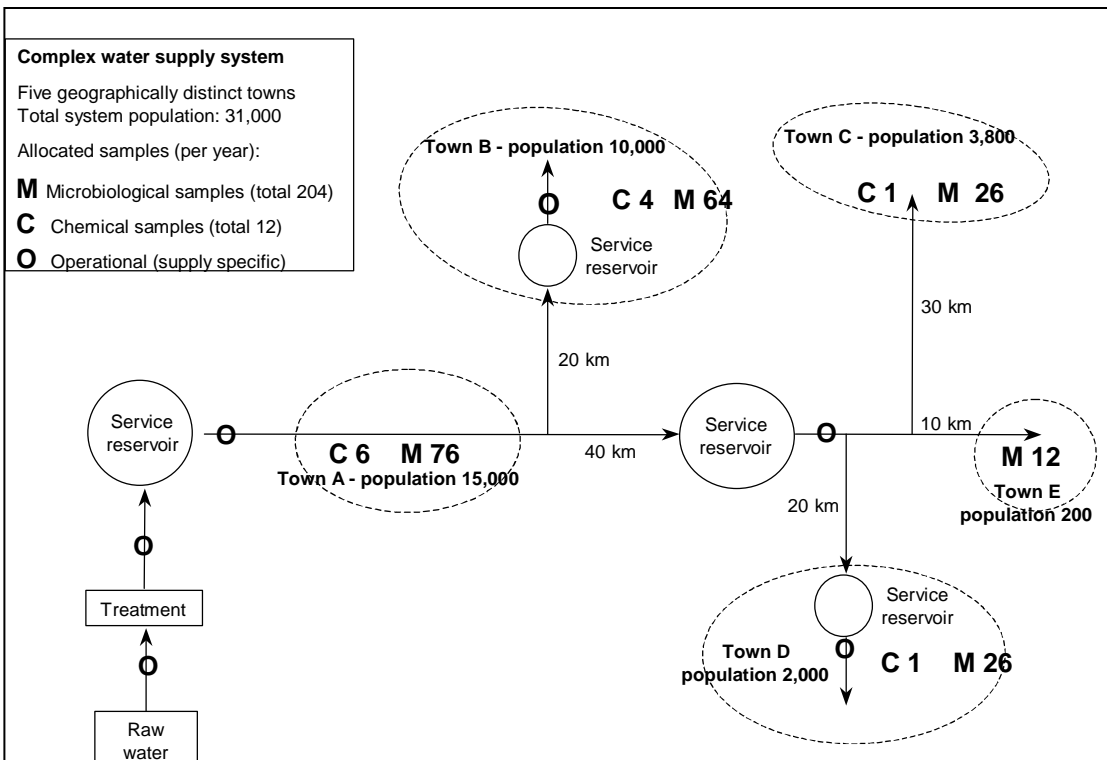 Complex water supply system
Five geographically distinct towns
Total system population: 31,000
Allocated samples (per year):
M Microbiological samples (total 204)
C Chemical samples (total 12)
O Operational (supply specific)
Town B - population 10,000
O C 4 M 64
Service
reservoir
20 km
Town C - population 3,800
C 1 M 26
30 km
Service
reservoir
O
C 6 M 76
Town A - population 15,000
40 km
Service
reservoir
O
10 km
M 12
Town E
population 200
20 km
Service
reservoir
Town D
population 2,000
O
C 1 M 26
O
Treatment
O
Raw
water